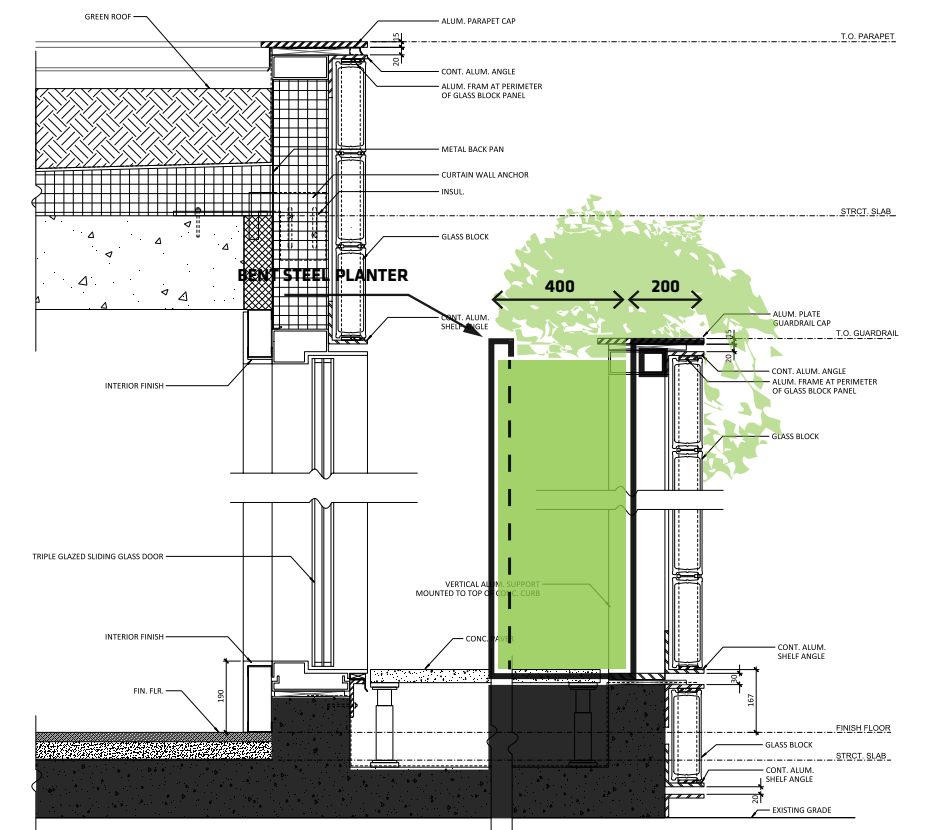 GREEN ROOF
ALUM. PARAPET CAP
15
20
T.O. PARAPET
CONT. ALUM. ANGLE
ALUM. FRAM AT PERIMETER
OF GLASS BLOCK PANEL
METAL BACK PAN
CURTAIN WALL ANCHOR
INSUL.
STRCT. SLAB
GLASS BLOCK
BENT STEEL PLANTER
400
200
CONT. ALUM.
SHELF ANGLE
ALUM. PLATE
GUARDRAIL CAP
15
20
T.O. GUARDRAIL
CONT. ALUM. ANGLE
ALUM. FRAME AT PERIMETER
OF GLASS BLOCK PANEL
INTERIOR FINISH
GLASS BLOCK
TRIPLE GLAZED SLIDING GLASS DOOR
VERTICAL ALUM. SUPPORT
MOUNTED TO TOP OF CONC. CURB
INTERIOR FINISH
CONC. PAVER
CONT. ALUM.
SHELF ANGLE
30
167
190
FIN. FLR.
FINISH FLOOR
GLASS BLOCK
STRCT. SLAB
CONT. ALUM.
SHELF ANGLE
20
EXISTING GRADE